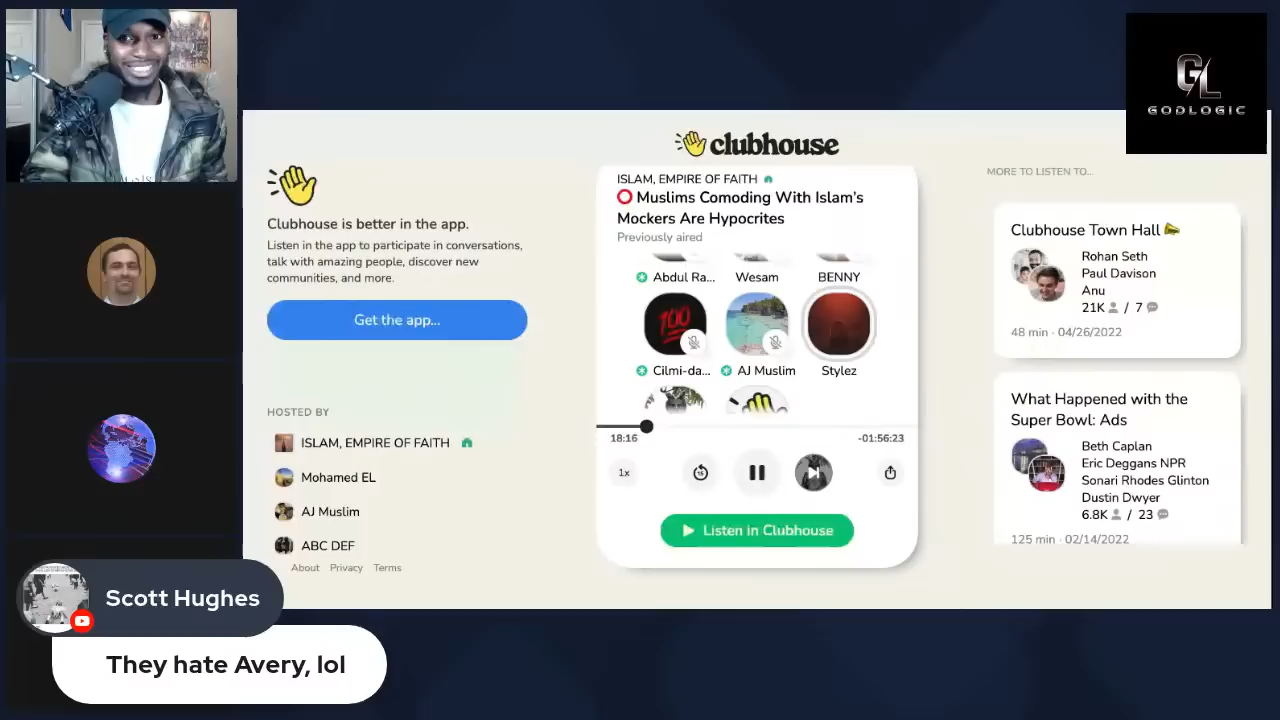 GL
GODLOGIC
clubhouse
Clubhouse is better in the app.
Listen in the app to participate in conversations,
talk with amazing people, discover new
communities, and more.
Get the app...
HOSTED BY
ISLAM, EMPIRE OF FAITH
Mohamed EL
AJ Muslim
ABC DEF
About Privacy Terms
ISLAM, EMPIRE OF FAITH
Muslims Comoding With Islam's
Mockers Are Hypocrites
Previously aired
Abdul Ra... Wesam BENNY
100
Cilmi-da... AJ Muslim Stylez
18:16 -01:56:23
1x
15
Listen in Clubhouse
MORE TO LISTEN TO...
Clubhouse Town Hall
Rohan Seth
Paul Davison
Anu
21K / 7
48 min · 04/26/2022
What Happened with the
Super Bowl: Ads
Beth Caplan
Eric Deggans NPR
Sonari Rhodes Glinton
Dustin Dwyer
6.8K / 23
125 min · 02/14/2022
Scott Hughes
They hate Avery, lol